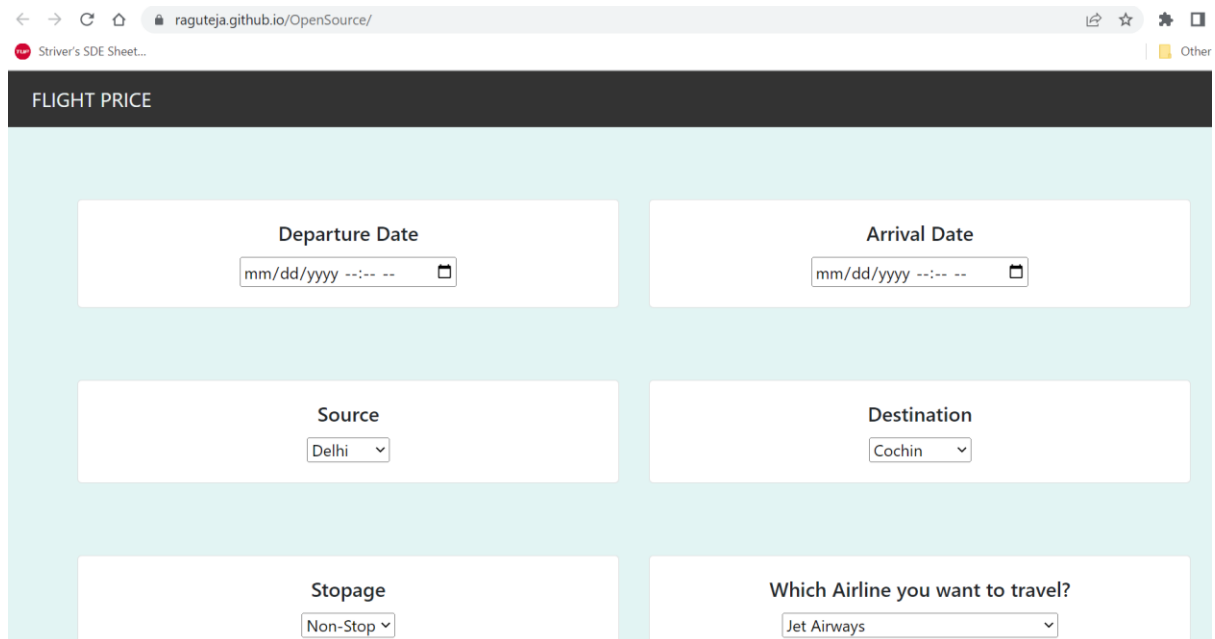 raguteja.github.io/OpenSource/
Striver's SDE Sheet...
Other
FLIGHT PRICE
Departure Date
Arrival Date
mm/dd/yyyy --:-- --
mm/dd/yyyy --:-- --
Source
Destination
Delhi
Cochin
Stopage
Which Airline you want to travel?
Non-Stop
Jet Airways